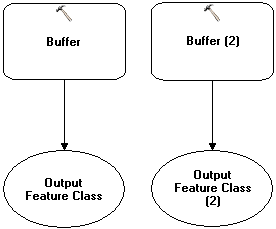 Buffer
Buffer (2)
Output
Feature Class
Output
Feature Class
(2)